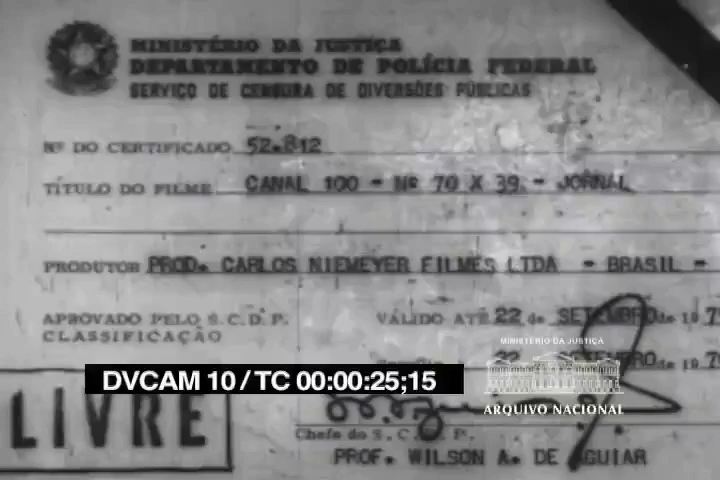 MINISTÉRIO DA JUSTIÇA
DEPARTAMENTO DE POLÍCIA FEDERAL
SERVIÇO DE CENSURA DE DIVERSÕES PÚBLICAS
Nº DO CERTIFICADO 52.812
TÍTULO DO FILME CANAL 100 - Nº 70 X 39 - JORNAL
PRODUTOR PROD. CARLOS NIEMEYER FILMES LTDA - BRASIL -
APROVADO PELO S. C. D. P. VÁLIDO ATÉ 22 de SETEMBRO de 197
CLASSIFICAÇÃO
22 de
MINISTÉRIO DA JUSTIÇA
DVCAM 10 / TC 00:00:25;15
ARQUIVO NACIONAL
LIVRE
Chefe do S. C. D. P.
PROF. WILSON A. DE AGUIAR